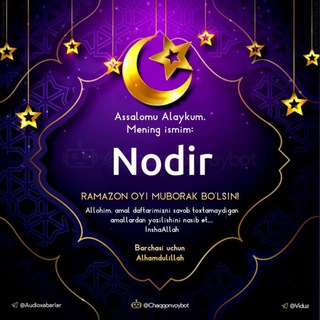 Assalomu Alaykum.
Mening ismim:
Nodir
RAMAZON OYI MUBORAK BO'LSIN!
Allohim, amal daftarimizni savob toxtamaydigan
amallardan yozilishini nasib et...
InshaAllah
Barchasi uchun
Alhamdulillah
@Audioxabarlar
@Chaqqonvoybot
@Viduz